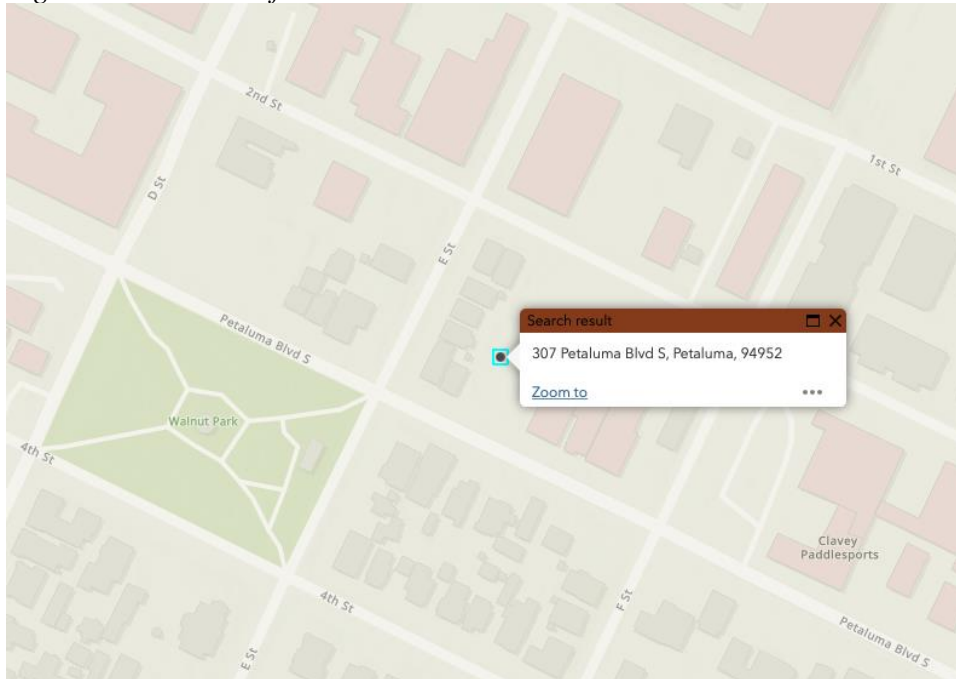 2nd St
1st St
D St
E St
Search result
Petaluma Blvd S
307 Petaluma Blvd S, Petaluma, 94952
Zoom to
Walnut Park
4th St
Clavey
Paddlesports
4th St
F St
Petaluma Blvd S
E St